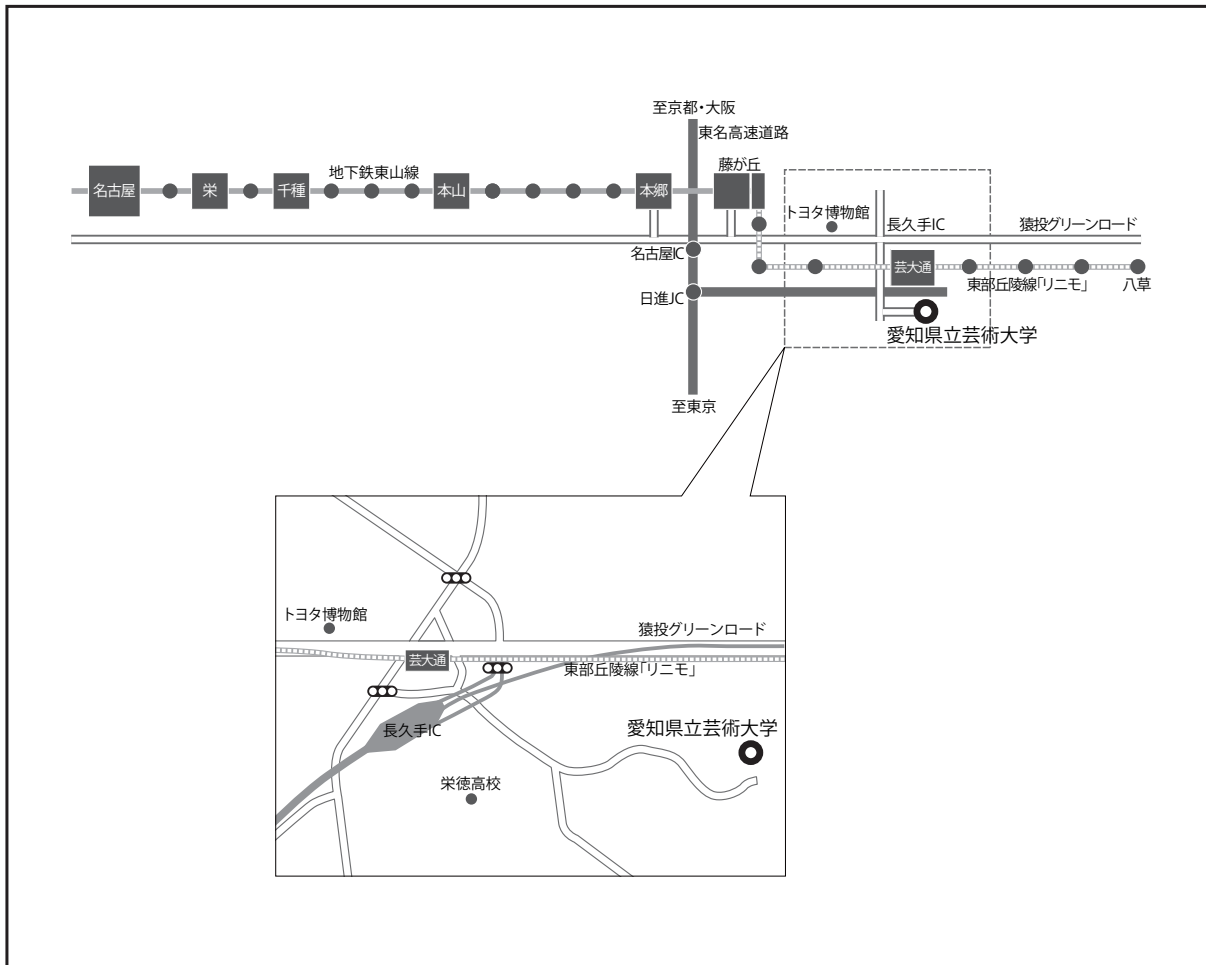 至京都・大阪
東名高速道路
藤が丘
地下鉄東山線
名古屋
栄
千種
本山
本郷
トヨタ博物館
長久手IC
猿投グリーンロード
名古屋IC
芸大通
東部丘陵線「リニモ」
八草
日進JC
愛知県立芸術大学
至東京
トヨタ博物館
猿投グリーンロード
芸大通
東部丘陵線「リニモ」
長久手IC
愛知県立芸術大学
栄徳高校